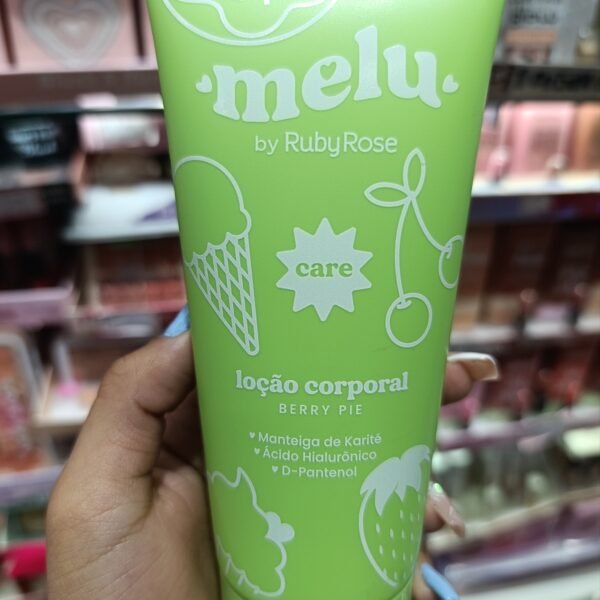 melu
by RubyRose
care
loção corporal
BERRY PIE
Manteiga de Karité
Ácido Hialurônico
D-Pantenol